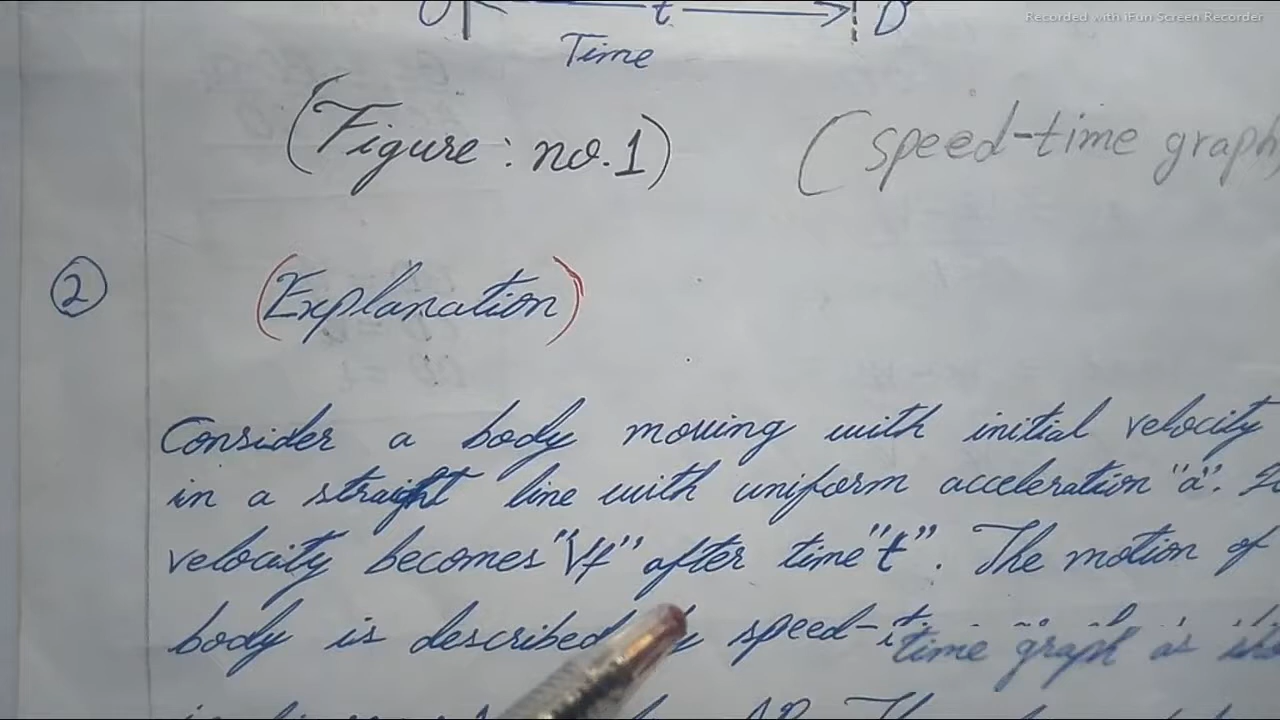 Recorded with iFun Screen Recorder
O t D
Time
(Figure : no.1) (speed-time graph)
2 (Explanation)
Consider a body moving with initial velocity
in a straight line with uniform acceleration "a".
velocity becomes "Vf" after time "t". The motion of
body is described by speed-time graph as